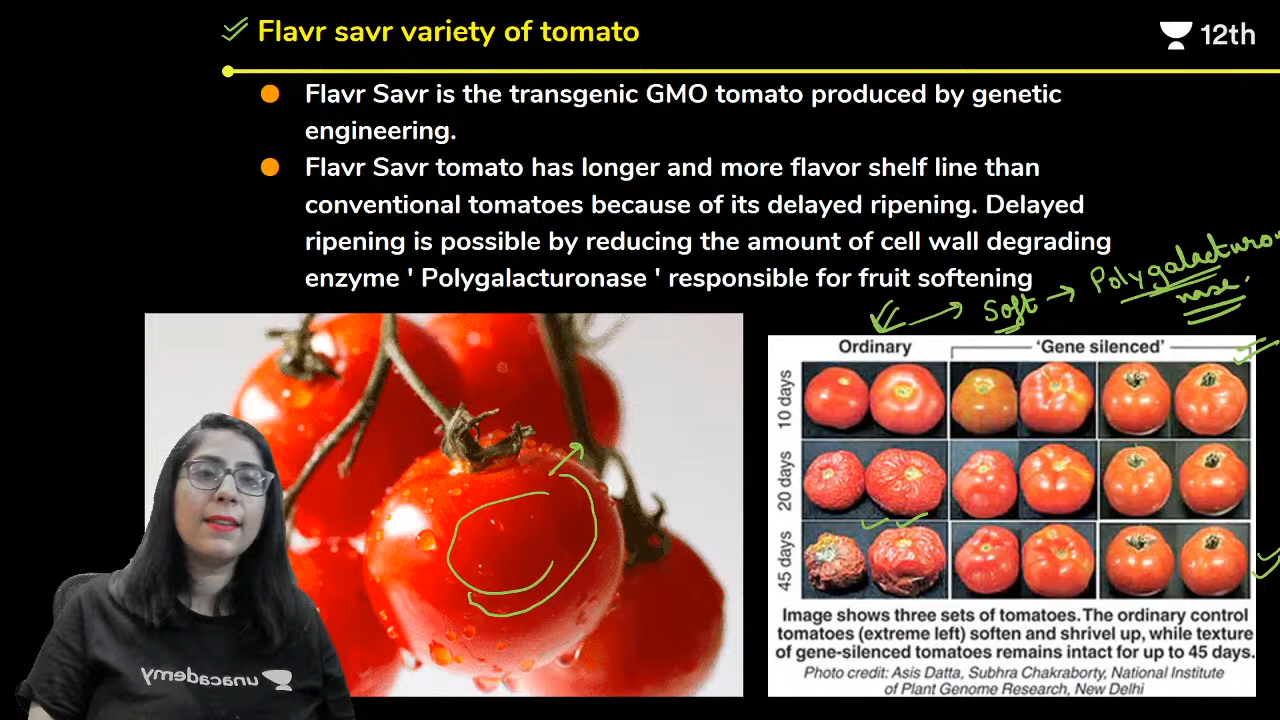 Flavr savr variety of tomato
12th
Flavr Savr is the transgenic GMO tomato produced by genetic
engineering.
Flavr Savr tomato has longer and more flavor shelf line than
conventional tomatoes because of its delayed ripening. Delayed
ripening is possible by reducing the amount of cell wall degrading
enzyme ' Polygalacturonase ' responsible for fruit softening
Soft
Polygalacturo
nase.
Ordinary
'Gene silenced'
10 days
20 days
45 days
Image shows three sets of tomatoes. The ordinary control
tomatoes (extreme left) soften and shrivel up, while texture
of gene-silenced tomatoes remains intact for up to 45 days.
Photo credit: Asis Datta, Subhra Chakraborty, National Institute
of Plant Genome Research, New Delhi
unacademy